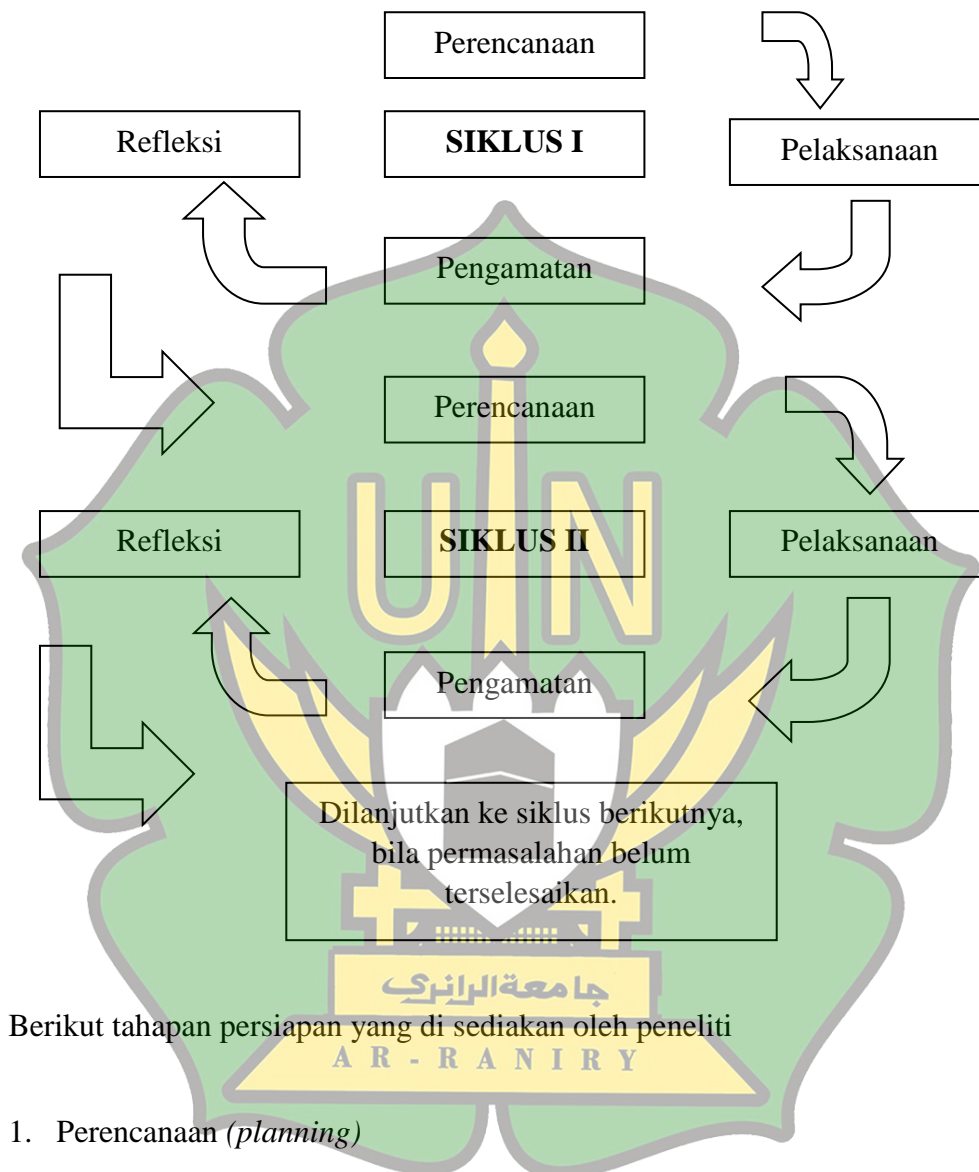 Perencanaan
Refleksi
SIKLUS I
Pelaksanaan
Pengamatan
Perencanaan
UIN
Refleksi
SIKLUS II
Pelaksanaan
Pengamatan
Dilanjutkan ke siklus berikutnya,
bila permasalahan belum
terselesaikan.
جامعة الرانري
Berikut tahapan persiapan yang di sediakan oleh peneliti
AR - RANIRY
1. Perencanaan (planning)